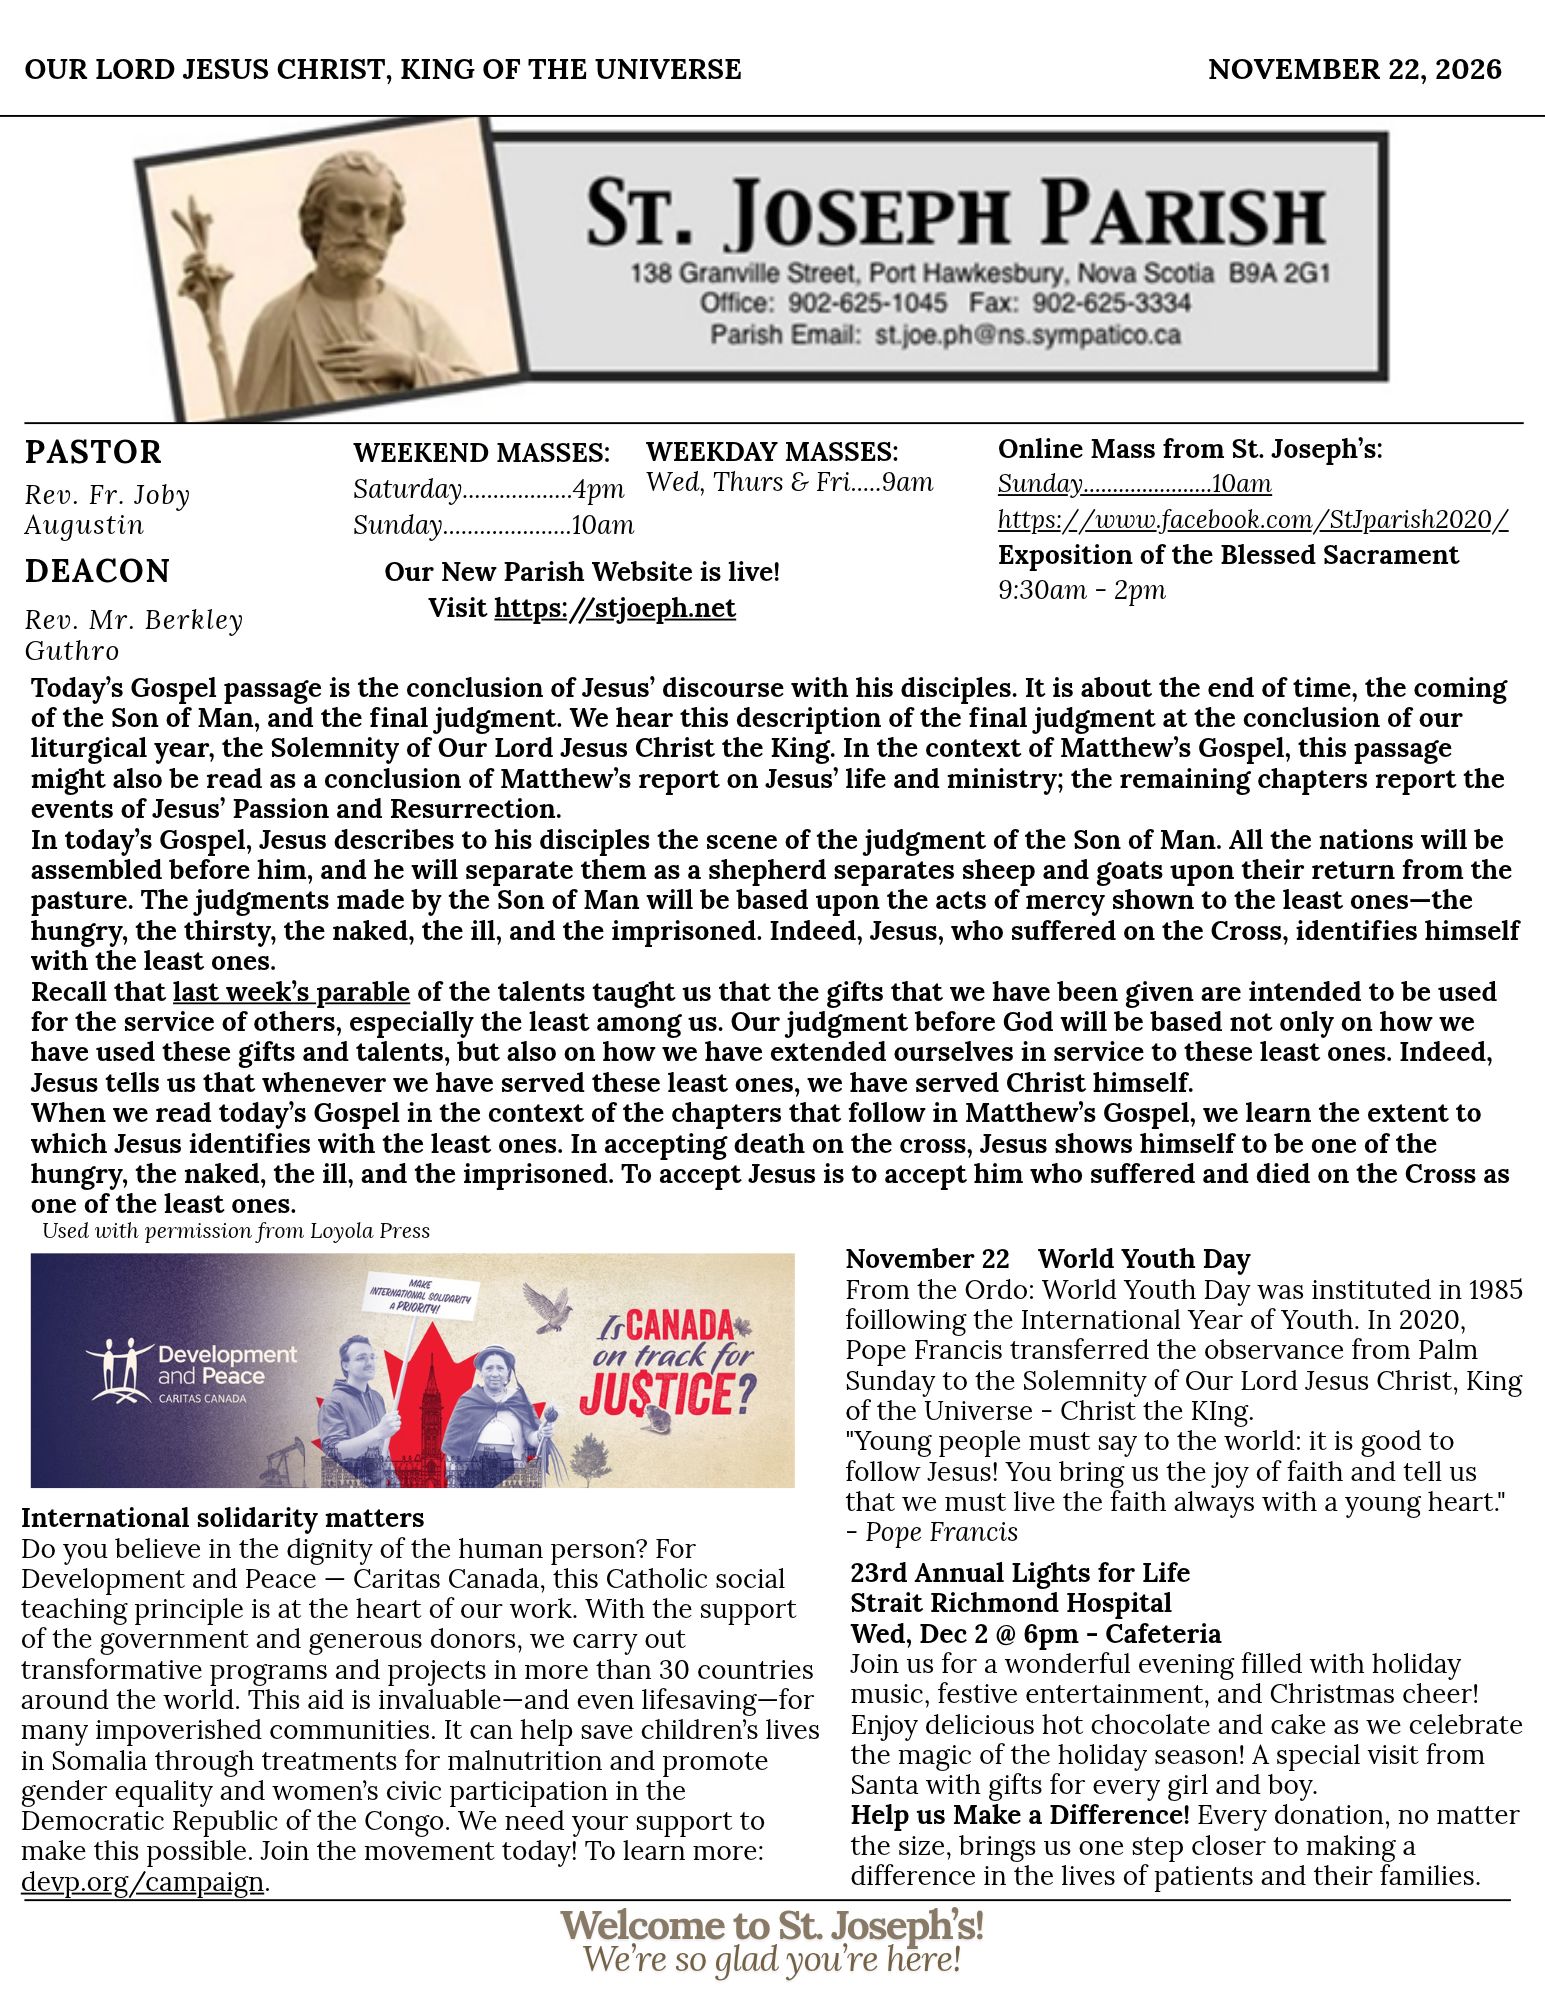 OUR LORD JESUS CHRIST, KING OF THE UNIVERSE
NOVEMBER 22, 2026
ST. JOSEPH PARISH
138 Granville Street, Port Hawkesbury, Nova Scotia B9A 2G1
Office: 902-625-1045 Fax: 902-625-3334
Parish Email: st.joe.ph@ns.sympatico.ca
PASTOR
Rev. Fr. Joby
Augustin
DEACON
Rev. Mr. Berkley
Guthro
WEEKEND MASSES:
Saturday...................4pm
Sunday......................10am
WEEKDAY MASSES:
Wed, Thurs & Fri.....9am
Our New Parish Website is live!
Visit https://stjoeph.net
Online Mass from St. Joseph's:
Sunday......................10am
https://www.facebook.com/StJparish2020/
Exposition of the Blessed Sacrament
9:30am - 2pm
Today's Gospel passage is the conclusion of Jesus' discourse with his disciples. It is about the end of time, the coming
of the Son of Man, and the final judgment. We hear this description of the final judgment at the conclusion of our
liturgical year, the Solemnity of Our Lord Jesus Christ the King. In the context of Matthew's Gospel, this passage
might also be read as a conclusion of Matthew's report on Jesus' life and ministry; the remaining chapters report the
events of Jesus' Passion and Resurrection.
In today's Gospel, Jesus describes to his disciples the scene of the judgment of the Son of Man. All the nations will be
assembled before him, and he will separate them as a shepherd separates sheep and goats upon their return from the
pasture. The judgments made by the Son of Man will be based upon the acts of mercy shown to the least ones—the
hungry, the thirsty, the naked, the ill, and the imprisoned. Indeed, Jesus, who suffered on the Cross, identifies himself
with the least ones.
Recall that last week's parable of the talents taught us that the gifts that we have been given are intended to be used
for the service of others, especially the least among us. Our judgment before God will be based not only on how we
have used these gifts and talents, but also on how we have extended ourselves in service to these least ones. Indeed,
Jesus tells us that whenever we have served these least ones, we have served Christ himself.
When we read today's Gospel in the context of the chapters that follow in Matthew's Gospel, we learn the extent to
which Jesus identifies with the least ones. In accepting death on the cross, Jesus shows himself to be one of the
hungry, the naked, the ill, and the imprisoned. To accept Jesus is to accept him who suffered and died on the Cross as
one of the least ones.
Used with permission from Loyola Press
Development
and Peace
CARITAS CANADA
MAKE
INTERNATIONAL SOLIDARITY
A PRIORITY!
Is CANADA
on track for
JU$TICE?
International solidarity matters
Do you believe in the dignity of the human person? For
Development and Peace — Caritas Canada, this Catholic social
teaching principle is at the heart of our work. With the support
of the government and generous donors, we carry out
transformative programs and projects in more than 30 countries
around the world. This aid is invaluable—and even lifesaving—for
many impoverished communities. It can help save children's lives
in Somalia through treatments for malnutrition and promote
gender equality and women's civic participation in the
Democratic Republic of the Congo. We need your support to
make this possible. Join the movement today! To learn more:
devp.org/campaign.
November 22 World Youth Day
From the Ordo: World Youth Day was instituted in 1985
foillowing the International Year of Youth. In 2020,
Pope Francis transferred the observance from Palm
Sunday to the Solemnity of Our Lord Jesus Christ, King
of the Universe - Christ the KIng.
"Young people must say to the world: it is good to
follow Jesus! You bring us the joy of faith and tell us
that we must live the faith always with a young heart."
- Pope Francis
23rd Annual Lights for Life
Strait Richmond Hospital
Wed, Dec 2 @ 6pm - Cafeteria
Join us for a wonderful evening filled with holiday
music, festive entertainment, and Christmas cheer!
Enjoy delicious hot chocolate and cake as we celebrate
the magic of the holiday season! A special visit from
Santa with gifts for every girl and boy.
Help us Make a Difference! Every donation, no matter
the size, brings us one step closer to making a
difference in the lives of patients and their families.
Welcome to St. Joseph's!
We're so glad you're here!